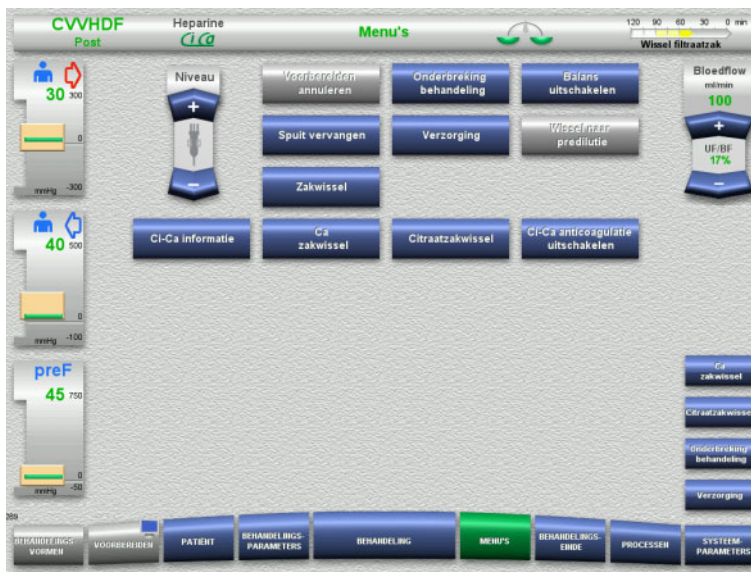 CVVHDF
Post
Heparine
CiCa
Menu's
120 90 60 30 0 min
Wissel filtraatzak
30
300
0
-300
mmHg
Niveau
+
−
Voorbereiden
annuleren
Onderbreking
behandeling
Balans
uitschakelen
Spuit vervangen
Verzorging
Wissel naar
predilutie
Zakwissel
Ci-Ca informatie
Ca
zakwissel
Citraatzakwissel
Ci-Ca anticoagulatie
uitschakelen
Bloedflow
ml/min
100
+
UF/BF
17%
−
40
500
0
-100
mmHg
preF
45
750
0
-50
mmHg
Ca
zakwissel
Citraatzakwissel
Onderbreking
behandeling
Verzorging
269
BEHANDELINGS-
VORMEN
VOORBEREIDEN
PATIËNT
BEHANDELINGS-
PARAMETERS
BEHANDELING
MENU'S
BEHANDELINGS-
EINDE
PROCESSEN
SYSTEEM-
PARAMETERS